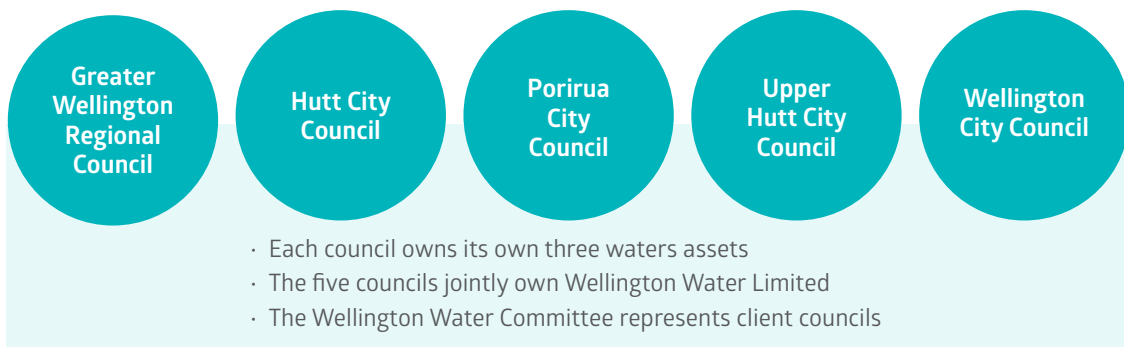 Greater
Wellington
Regional
Council
Hutt City
Council
Porirua
City
Council
Upper
Hutt City
Council
Wellington
City Council
· Each council owns its own three waters assets
· The five councils jointly own Wellington Water Limited
· The Wellington Water Committee represents client councils